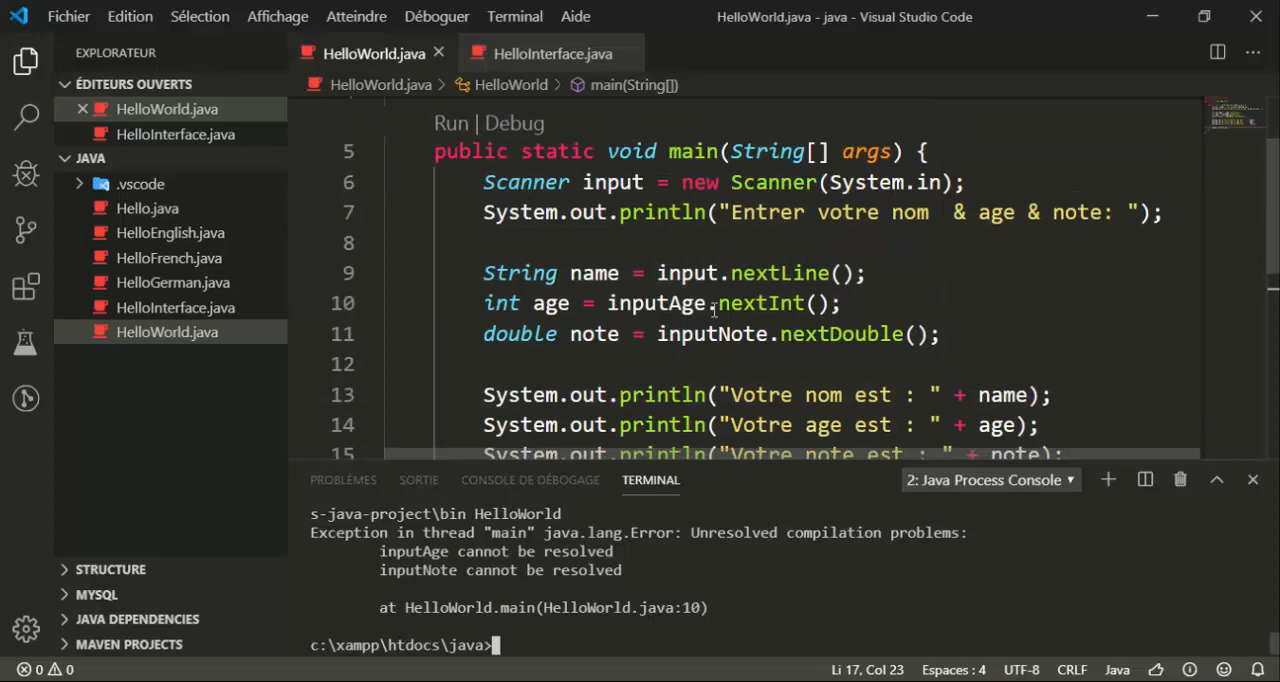 Fichier Edition Sélection Affichage Atteindre Déboguer Terminal Aide HelloWorld.java - java - Visual Studio Code
EXPLORATEUR
ÉDITEURS OUVERTS
HelloWorld.java
HelloInterface.java
JAVA
.vscode
Hello.java
HelloEnglish.java
HelloFrench.java
HelloGerman.java
HelloInterface.java
HelloWorld.java
STRUCTURE
MYSQL
JAVA DEPENDENCIES
MAVEN PROJECTS
HelloWorld.java HelloInterface.java
HelloWorld.java > HelloWorld > main(String[])
Run | Debug
5 public static void main(String[] args) {
6 Scanner input = new Scanner(System.in);
7 System.out.println("Entrer votre nom  & age & note: ");
8
9 String name = input.nextLine();
10 int age = inputAge.nextInt();
11 double note = inputNote.nextDouble();
12
13 System.out.println("Votre nom est : " + name);
14 System.out.println("Votre age est : " + age);
15 System.out.println("Votre note est : " + note);
PROBLÈMES SORTIE CONSOLE DE DÉBOGAGE TERMINAL 2: Java Process Console
s-java-project\bin HelloWorld
Exception in thread "main" java.lang.Error: Unresolved compilation problems:
inputAge cannot be resolved
inputNote cannot be resolved
at HelloWorld.main(HelloWorld.java:10)
c:\xampp\htdocs\java>
0 0 Li 17, Col 23 Espaces : 4 UTF-8 CRLF Java